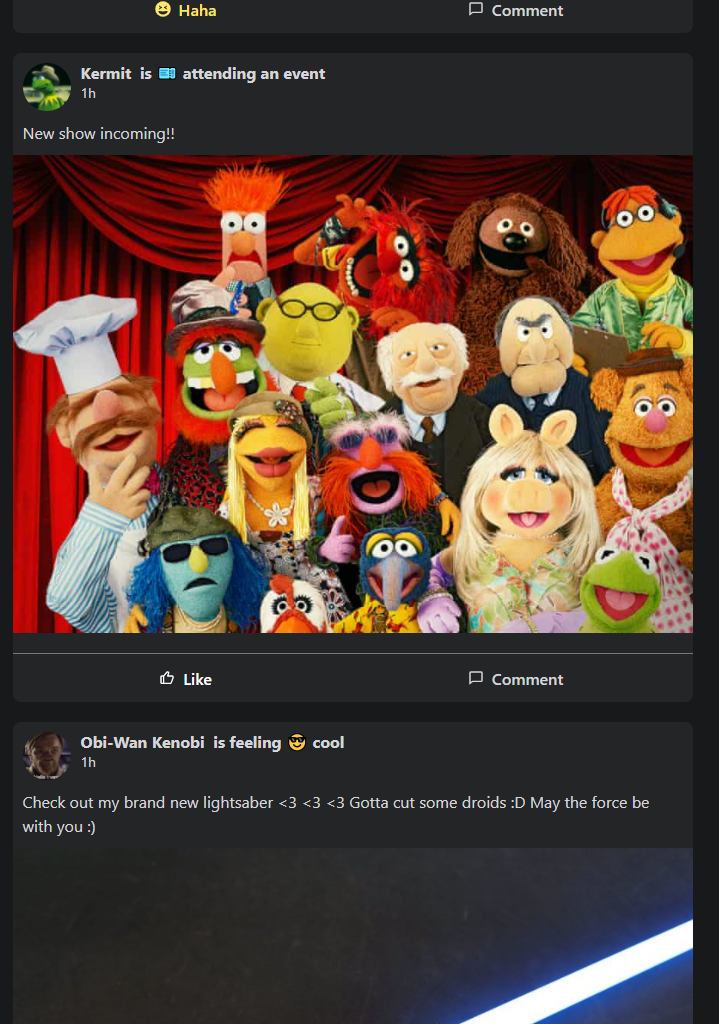 Haha Comment
Kermit is attending an event
1h
New show incoming!!
Like Comment
Obi-Wan Kenobi is feeling cool
1h
Check out my brand new lightsaber <3 <3 <3 Gotta cut some droids :D May the force be
with you :)